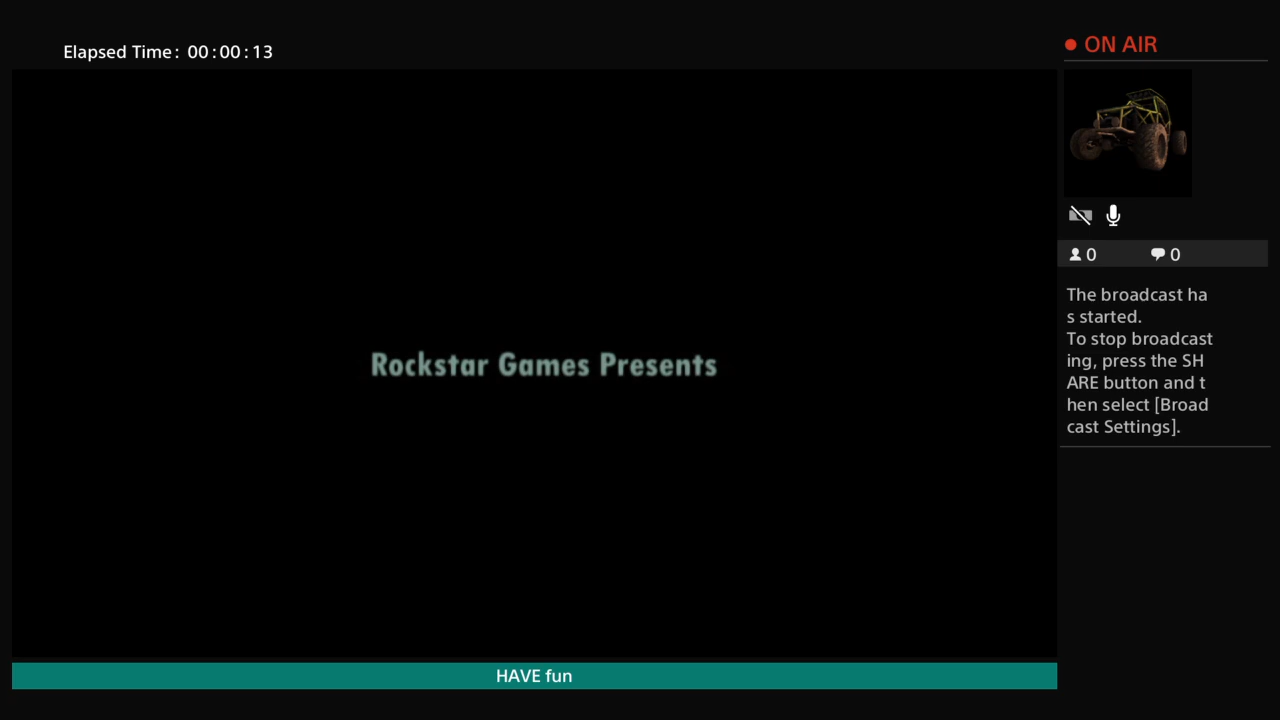 Elapsed Time: 00:00:13
ON AIR
0 0
The broadcast ha
s started.
To stop broadcast
ing, press the SH
ARE button and t
hen select [Broad
cast Settings].
Rockstar Games Presents
HAVE fun